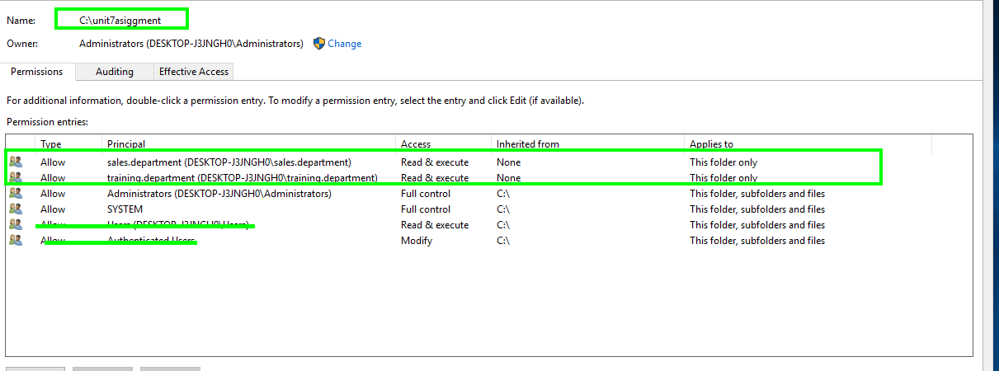 Name: C:\unit7asiggment
Owner: Administrators (DESKTOP-J3JNGH0\Administrators) Change
Permissions Auditing Effective Access
For additional information, double-click a permission entry. To modify a permission entry, select the entry and click Edit (if available).
Permission entries:
Type Principal Access Inherited from Applies to
Allow sales.department (DESKTOP-J3JNGH0\sales.department) Read & execute None This folder only
Allow training.department (DESKTOP-J3JNGH0\training.department) Read & execute None This folder only
Allow Administrators (DESKTOP-J3JNGH0\Administrators) Full control C:\ This folder, subfolders and files
Allow SYSTEM Full control C:\ This folder, subfolders and files
Allow Users (DESKTOP-J3JNGH0\Users) Read & execute C:\ This folder, subfolders and files
Allow Authenticated Users Modify C:\ This folder, subfolders and files